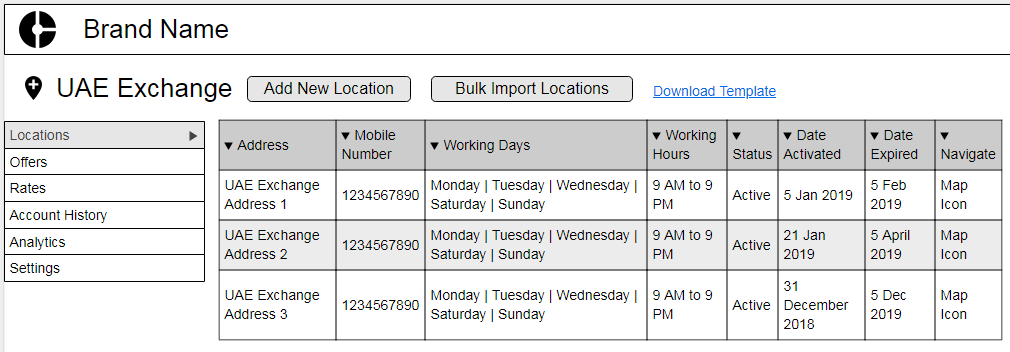 Brand Name
UAE Exchange
Add New Location
Bulk Import Locations
Download Template
Locations
Offers
Rates
Account History
Analytics
Settings
Address
Mobile
Number
Working Days
Working
Hours
Status
Date
Activated
Date
Expired
Navigate
UAE Exchange
Address 1
1234567890
Monday | Tuesday | Wednesday |
Saturday | Sunday
9 AM to 9
PM
Active
5 Jan 2019
5 Feb
2019
Map
Icon
UAE Exchange
Address 2
1234567890
Monday | Tuesday | Wednesday |
Saturday | Sunday
9 AM to 9
PM
Active
21 Jan
2019
5 April
2019
Map
Icon
UAE Exchange
Address 3
1234567890
Monday | Tuesday | Wednesday |
Saturday | Sunday
9 AM to 9
PM
Active
31
December
2018
5 Dec
2019
Map
Icon